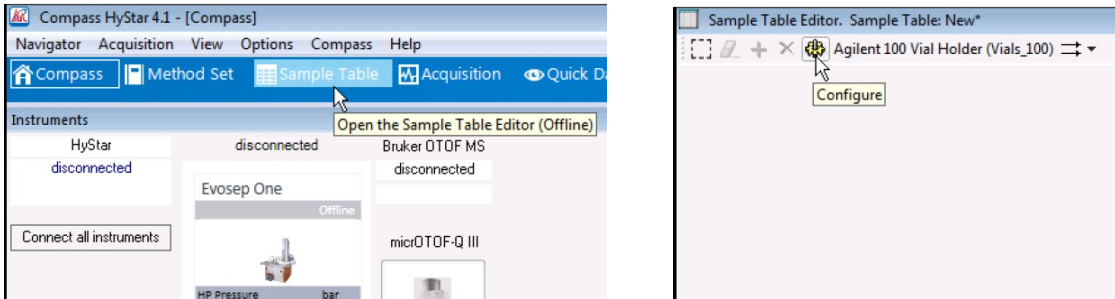 Compass HyStar 4.1 - [Compass]
Navigator Acquisition View Options Compass Help
Compass Method Set Sample Table Acquisition Quick Da
Open the Sample Table Editor (Offline)
Instruments
HyStar disconnected Bruker OTOF MS
disconnected disconnected
Evosep One
Offline
Connect all instruments micrOTOF-Q III
HP Pressure bar
Sample Table Editor. Sample Table: New*
Agilent 100 Vial Holder (Vials_100)
Configure